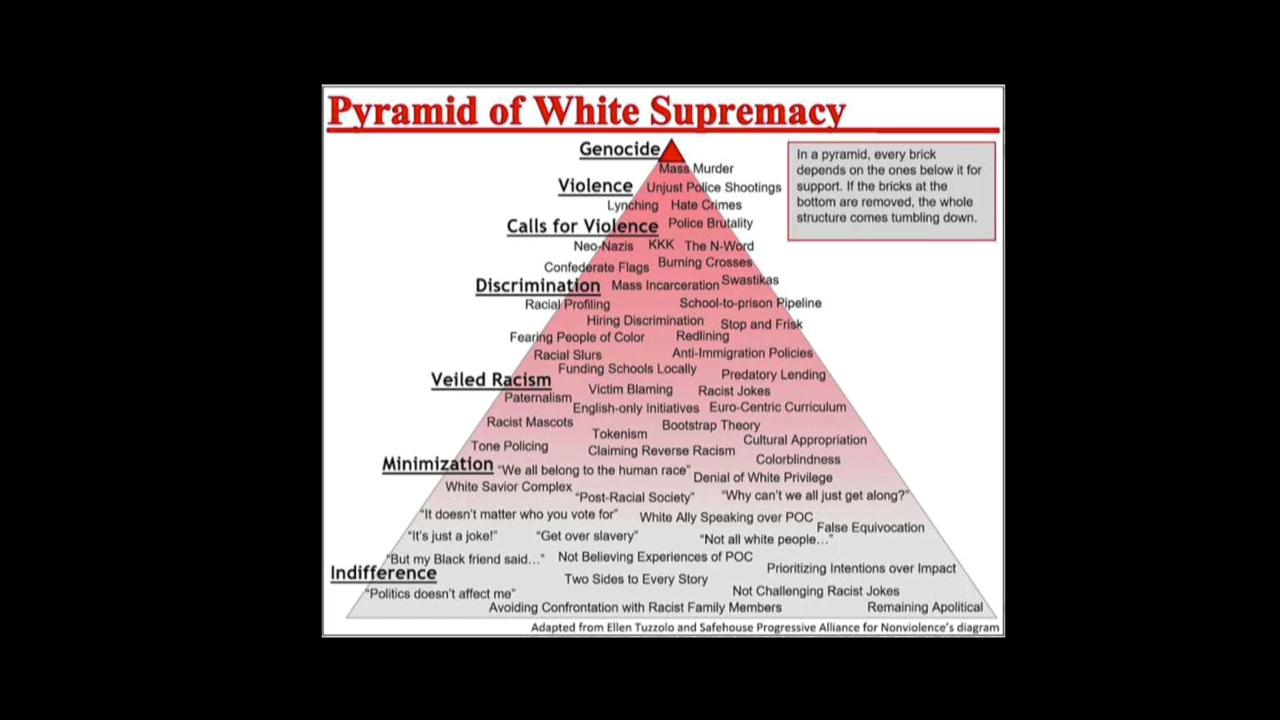 Pyramid of White Supremacy
In a pyramid, every brick
depends on the ones below it for
support. If the bricks at the
bottom are removed, the whole
structure comes tumbling down.
Genocide
Mass Murder
Violence Unjust Police Shootings
Lynching Hate Crimes
Calls for Violence Police Brutality
Neo-Nazis KKK The N-Word
Confederate Flags Burning Crosses
Discrimination Mass Incarceration Swastikas
Racial Profiling School-to-prison Pipeline
Hiring Discrimination Stop and Frisk
Fearing People of Color Redlining
Racial Slurs Anti-Immigration Policies
Funding Schools Locally Predatory Lending
Veiled Racism Victim Blaming Racist Jokes
Paternalism English-only Initiatives Euro-Centric Curriculum
Racist Mascots Bootstrap Theory
Tokenism Cultural Appropriation
Tone Policing Claiming Reverse Racism Colorblindness
Minimization "We all belong to the human race" Denial of White Privilege
White Savior Complex "Post-Racial Society" "Why can't we all just get along?"
"It doesn't matter who you vote for" White Ally Speaking over POC False Equivocation
"It's just a joke!" "Get over slavery" "Not all white people…"
"But my Black friend said…" Not Believing Experiences of POC Prioritizing Intentions over Impact
Indifference Two Sides to Every Story
"Politics doesn't affect me" Not Challenging Racist Jokes
Avoiding Confrontation with Racist Family Members Remaining Apolitical
Adapted from Ellen Tuzzolo and Safehouse Progressive Alliance for Nonviolence's diagram